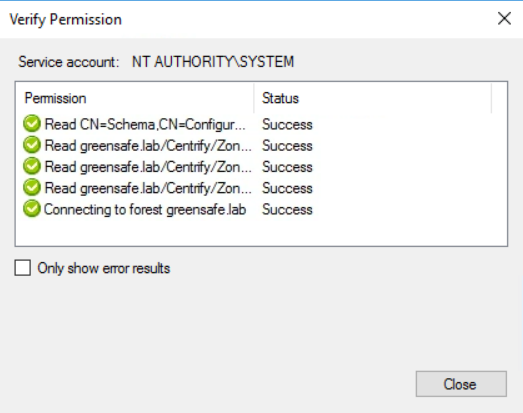 Verify Permission
Service account: NT AUTHORITY\SYSTEM
Permission Status
Read CN=Schema,CN=Configur... Success
Read greensafe.lab/Centrify/Zon... Success
Read greensafe.lab/Centrify/Zon... Success
Read greensafe.lab/Centrify/Zon... Success
Connecting to forest greensafe.lab Success
Only show error results
Close